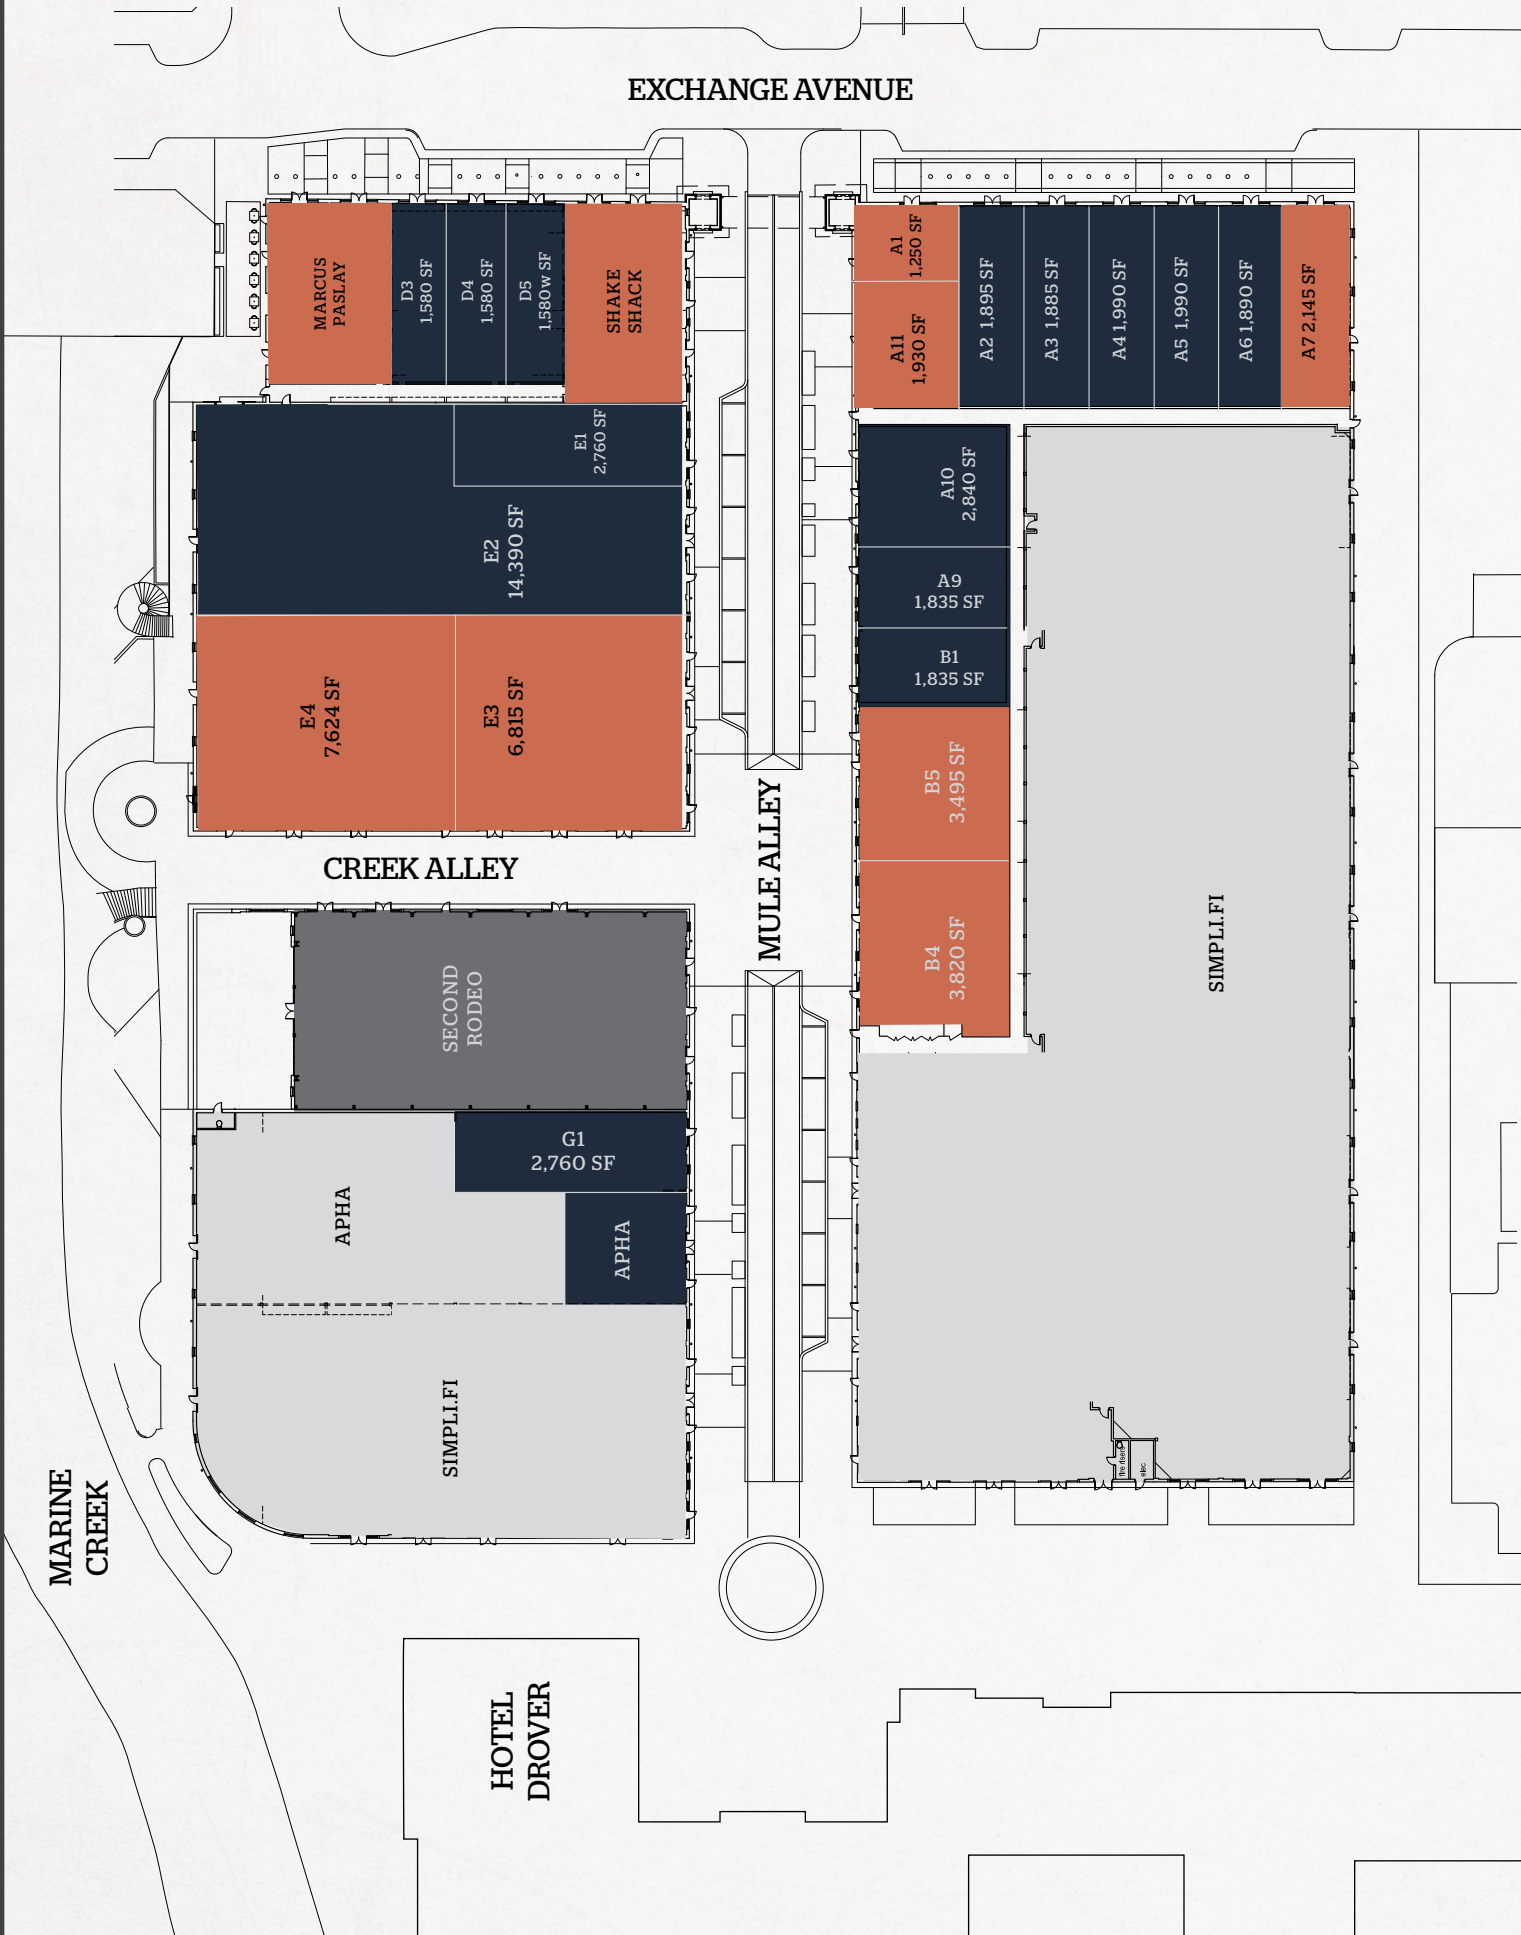 EXCHANGE AVENUE
MARCUS
PASLAY
D3
1,580 SF
D4
1,580 SF
D5
1,580w SF
SHAKE
SHACK
A1
1,250 SF
A11
1,930 SF
A2 1,895 SF
A3 1,885 SF
A4 1,990 SF
A5 1,990 SF
A6 1,890 SF
A7 2,145 SF
E1
2,760 SF
E2
14,390 SF
E4
7,624 SF
E3
6,815 SF
A10
2,840 SF
A9
1,835 SF
B1
1,835 SF
B5
3,495 SF
B4
3,820 SF
SIMPLI.FI
CREEK ALLEY
MULE ALLEY
SECOND
RODEO
G1
2,760 SF
APHA
APHA
SIMPLI.FI
fire risers
elec
MARINE
CREEK
HOTEL
DROVER